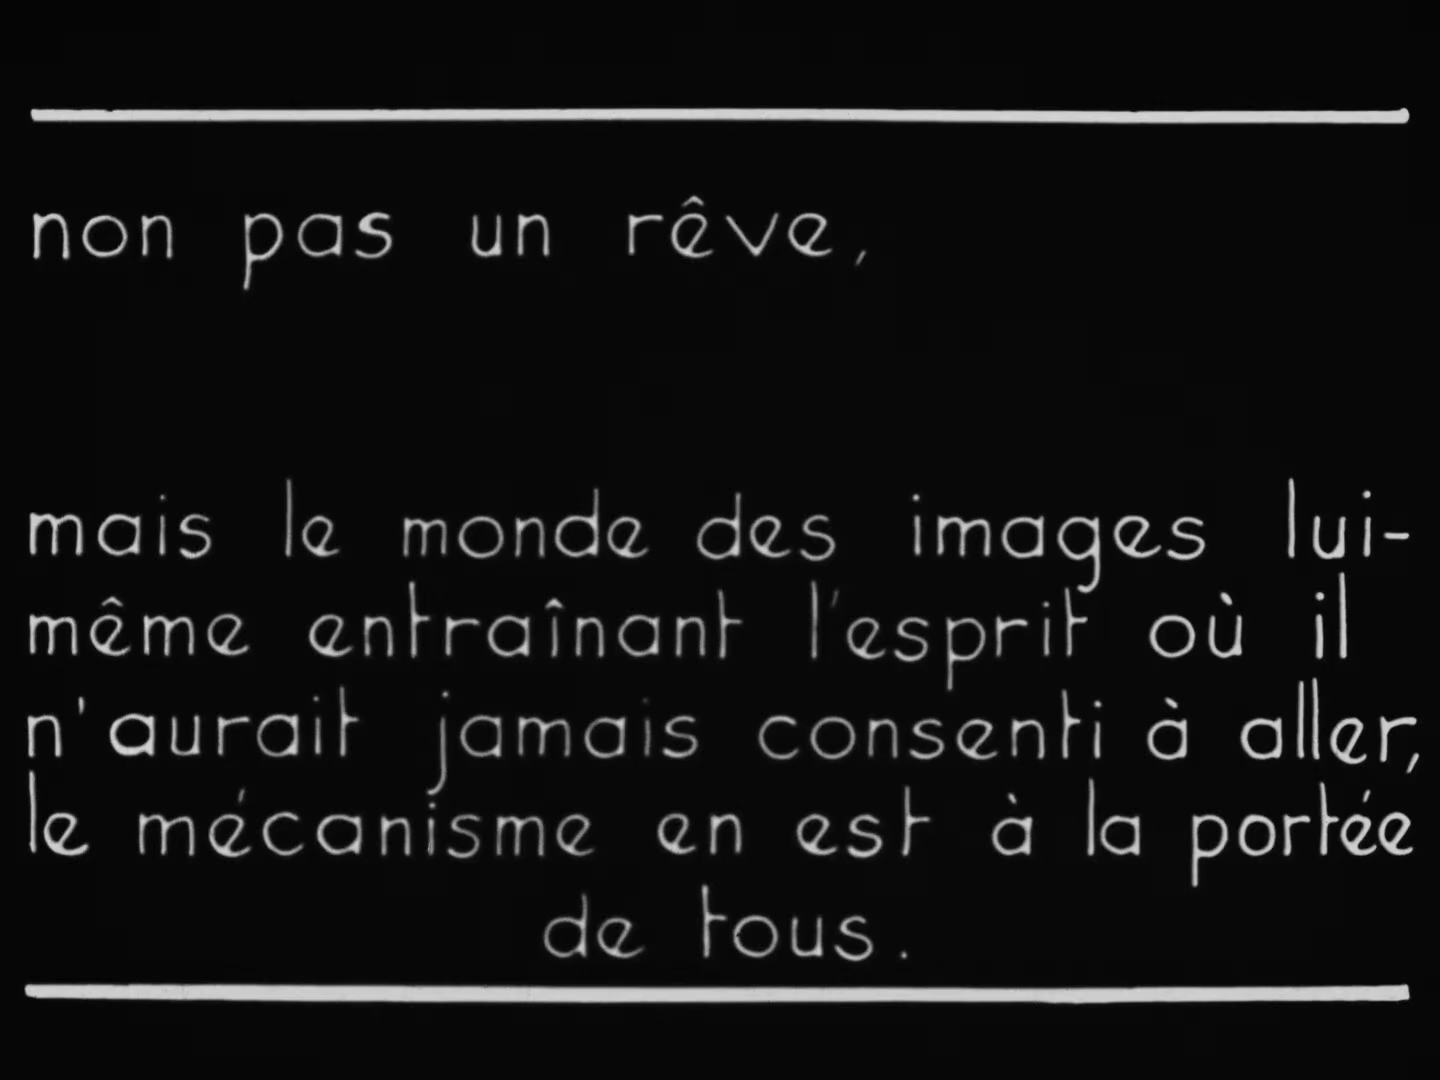 non pas un rêve,
mais le monde des images lui-
même entraînant l'esprit où il
n'aurait jamais consenti à aller,
le mécanisme en est à la portée
de tous.